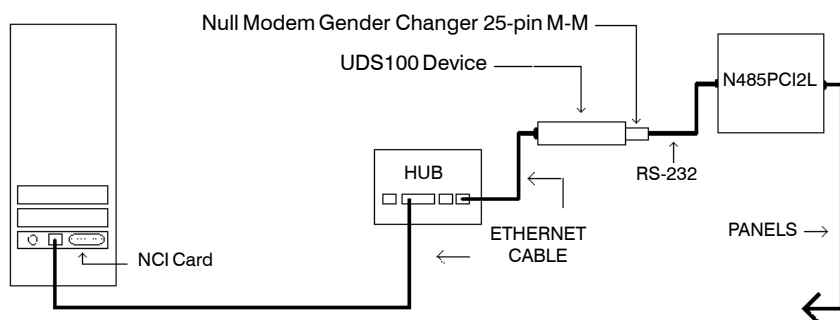 Null Modem Gender Changer 25-pin M-M
UDS100 Device
N485PCI2L
HUB
RS-232
ETHERNET
CABLE
PANELS
NCI Card